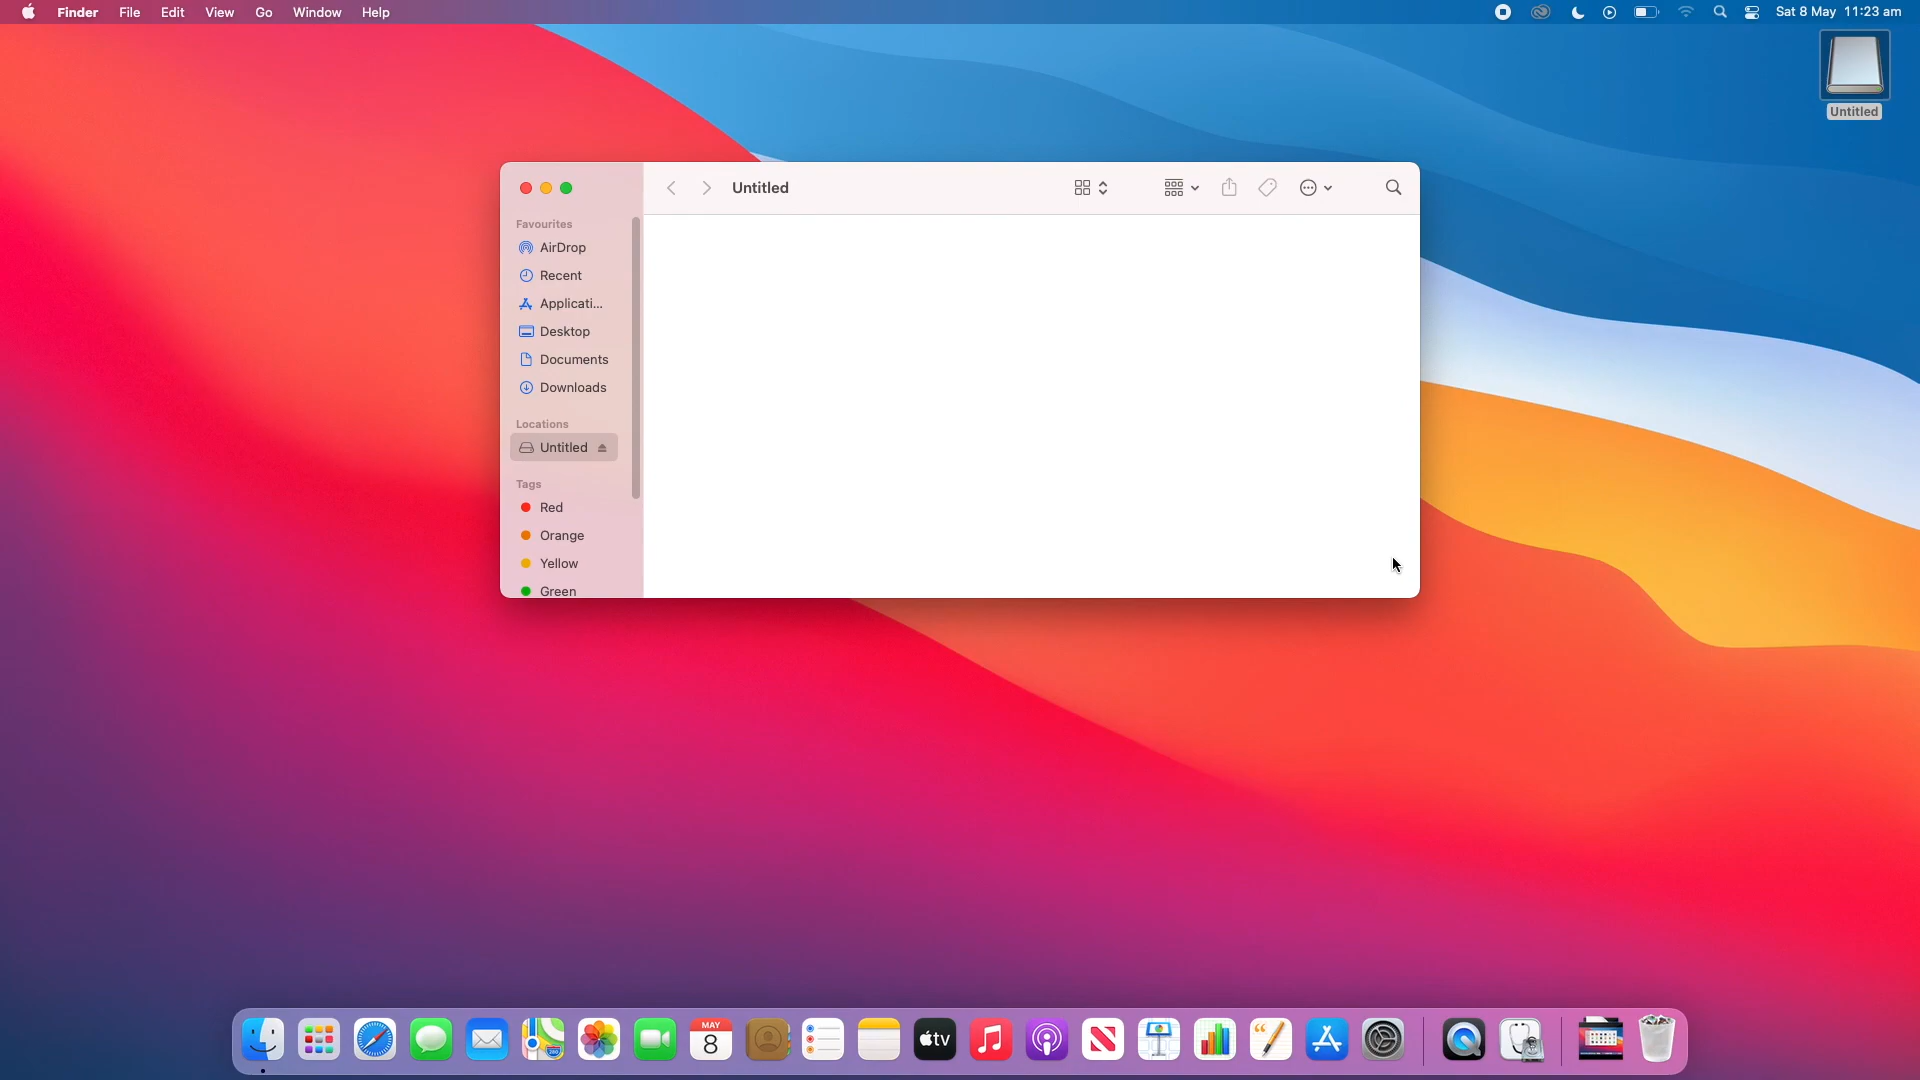 Finder File Edit View Go Window Help Sat 8 May 11:23 am
Untitled
Untitled
Favourites
AirDrop
Recent
Applicati...
Desktop
Documents
Downloads
Locations
Untitled
Tags
Red
Orange
Yellow
Green
MAY
8
tv